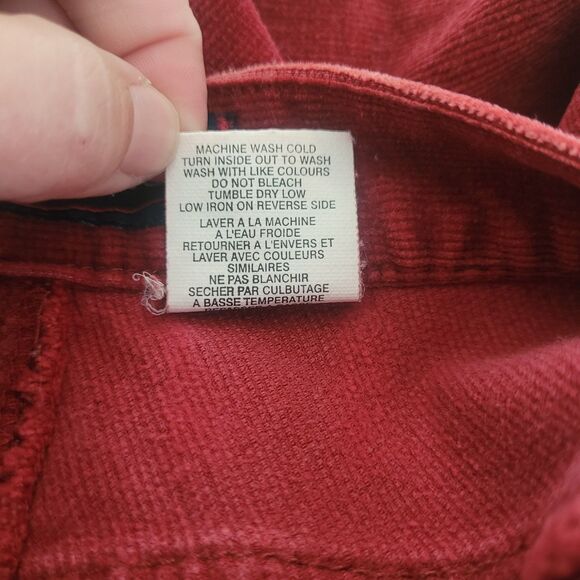 MACHINE WASH COLD
TURN INSIDE OUT TO WASH
WASH WITH LIKE COLOURS
DO NOT BLEACH
TUMBLE DRY LOW
LOW IRON ON REVERSE SIDE
LAVER A LA MACHINE
A L'EAU FROIDE
RETOURNER A L'ENVERS ET
LAVER AVEC COULEURS
SIMILAIRES
NE PAS BLANCHIR
SECHER PAR CULBUTAGE
A BASSE TEMPERATURE